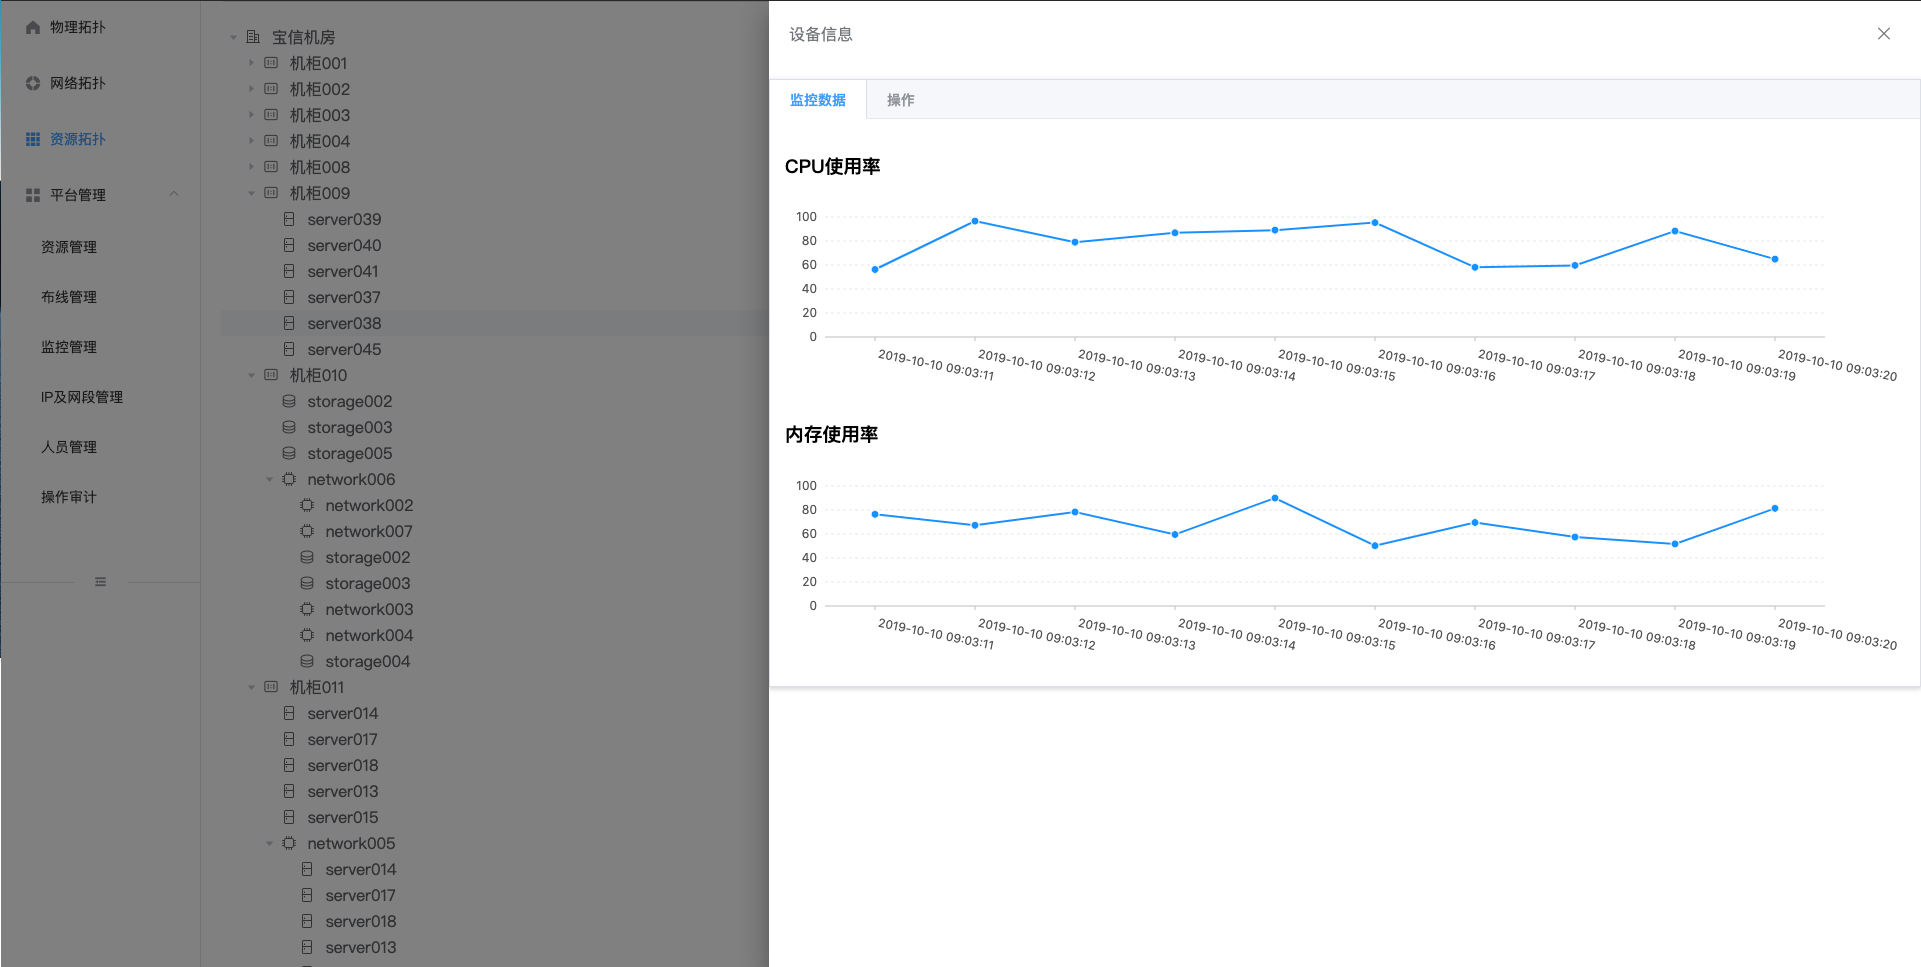 物理拓扑
网络拓扑
资源拓扑
平台管理
资源管理
布线管理
监控管理
IP及网段管理
人员管理
操作审计
宝信机房
机柜001
机柜002
机柜003
机柜004
机柜008
机柜009
server039
server040
server041
server037
server038
server045
机柜010
storage002
storage003
storage005
network006
network002
network007
storage002
storage003
network003
network004
storage004
机柜011
server014
server017
server018
server013
server015
network005
server014
server017
server018
server013
设备信息
监控数据 操作
CPU使用率
100
80
60
40
20
0
2019-10-10 09:03:11
2019-10-10 09:03:12
2019-10-10 09:03:13
2019-10-10 09:03:14
2019-10-10 09:03:15
2019-10-10 09:03:16
2019-10-10 09:03:17
2019-10-10 09:03:18
2019-10-10 09:03:19
2019-10-10 09:03:20
内存使用率
100
80
60
40
20
0
2019-10-10 09:03:11
2019-10-10 09:03:12
2019-10-10 09:03:13
2019-10-10 09:03:14
2019-10-10 09:03:15
2019-10-10 09:03:16
2019-10-10 09:03:17
2019-10-10 09:03:18
2019-10-10 09:03:19
2019-10-10 09:03:20